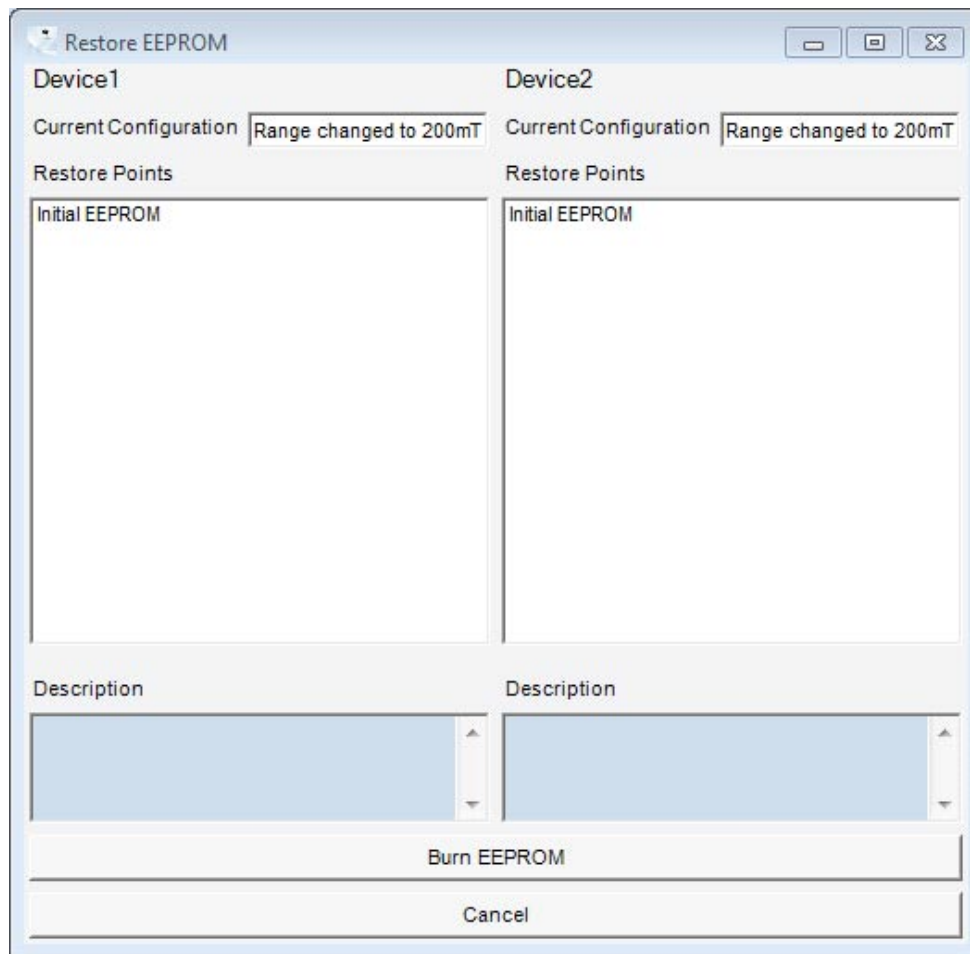 Restore EEPROM
Device1
Device2
Current Configuration
Range changed to 200mT
Current Configuration
Range changed to 200mT
Restore Points
Restore Points
Initial EEPROM
Initial EEPROM
Description
Description
Burn EEPROM
Cancel